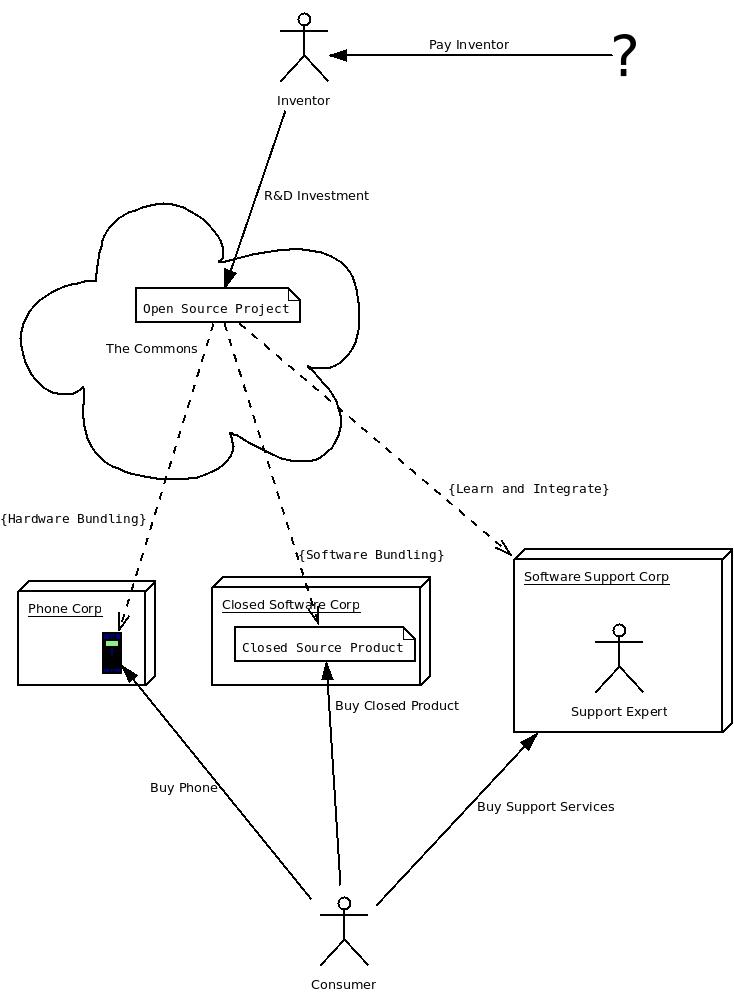 Pay Inventor
?
Inventor
R&D Investment
Open Source Project
The Commons
{Learn and Integrate}
{Hardware Bundling}
{Software Bundling}
Software Support Corp
Phone Corp
Closed Software Corp
Closed Source Product
Support Expert
Buy Closed Product
Buy Phone
Buy Support Services
Consumer